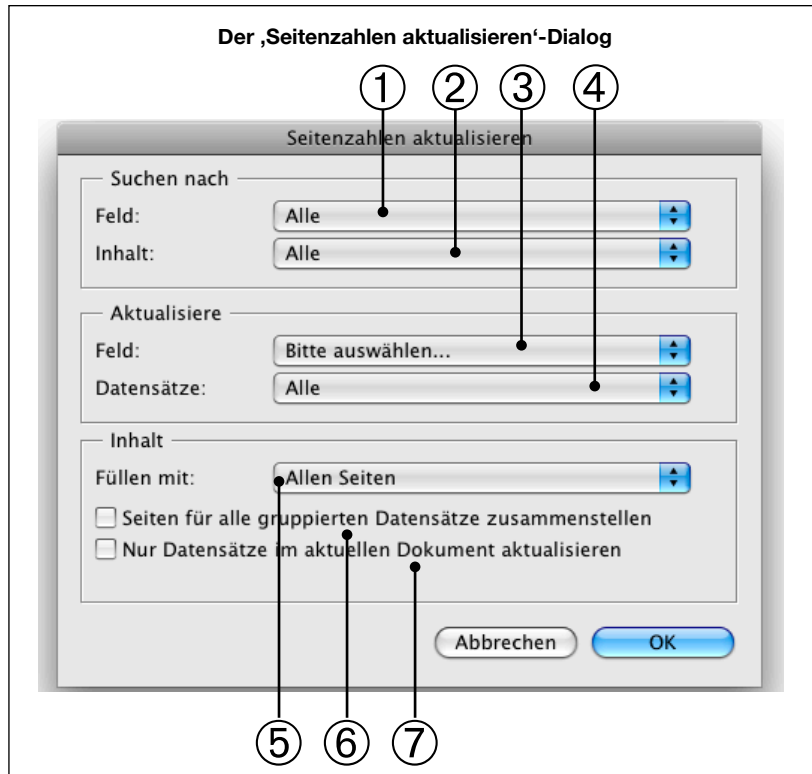 Der ‚Seitenzahlen aktualisieren‘-Dialog
① ② ③ ④
Seitenzahlen aktualisieren
Suchen nach
Feld: Alle
Inhalt: Alle
Aktualisiere
Feld: Bitte auswählen...
Datensätze: Alle
Inhalt
Füllen mit: Allen Seiten
Seiten für alle gruppierten Datensätze zusammenstellen
Nur Datensätze im aktuellen Dokument aktualisieren
Abbrechen OK
⑤ ⑥ ⑦